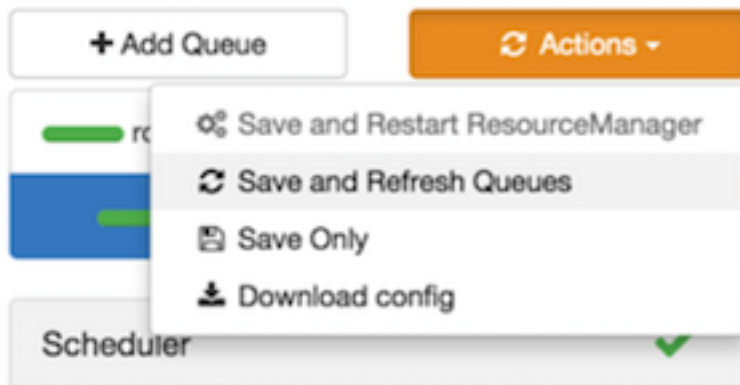 Add Queue
Actions
Save and Restart ResourceManager
Save and Refresh Queues
Save Only
Download config
Scheduler